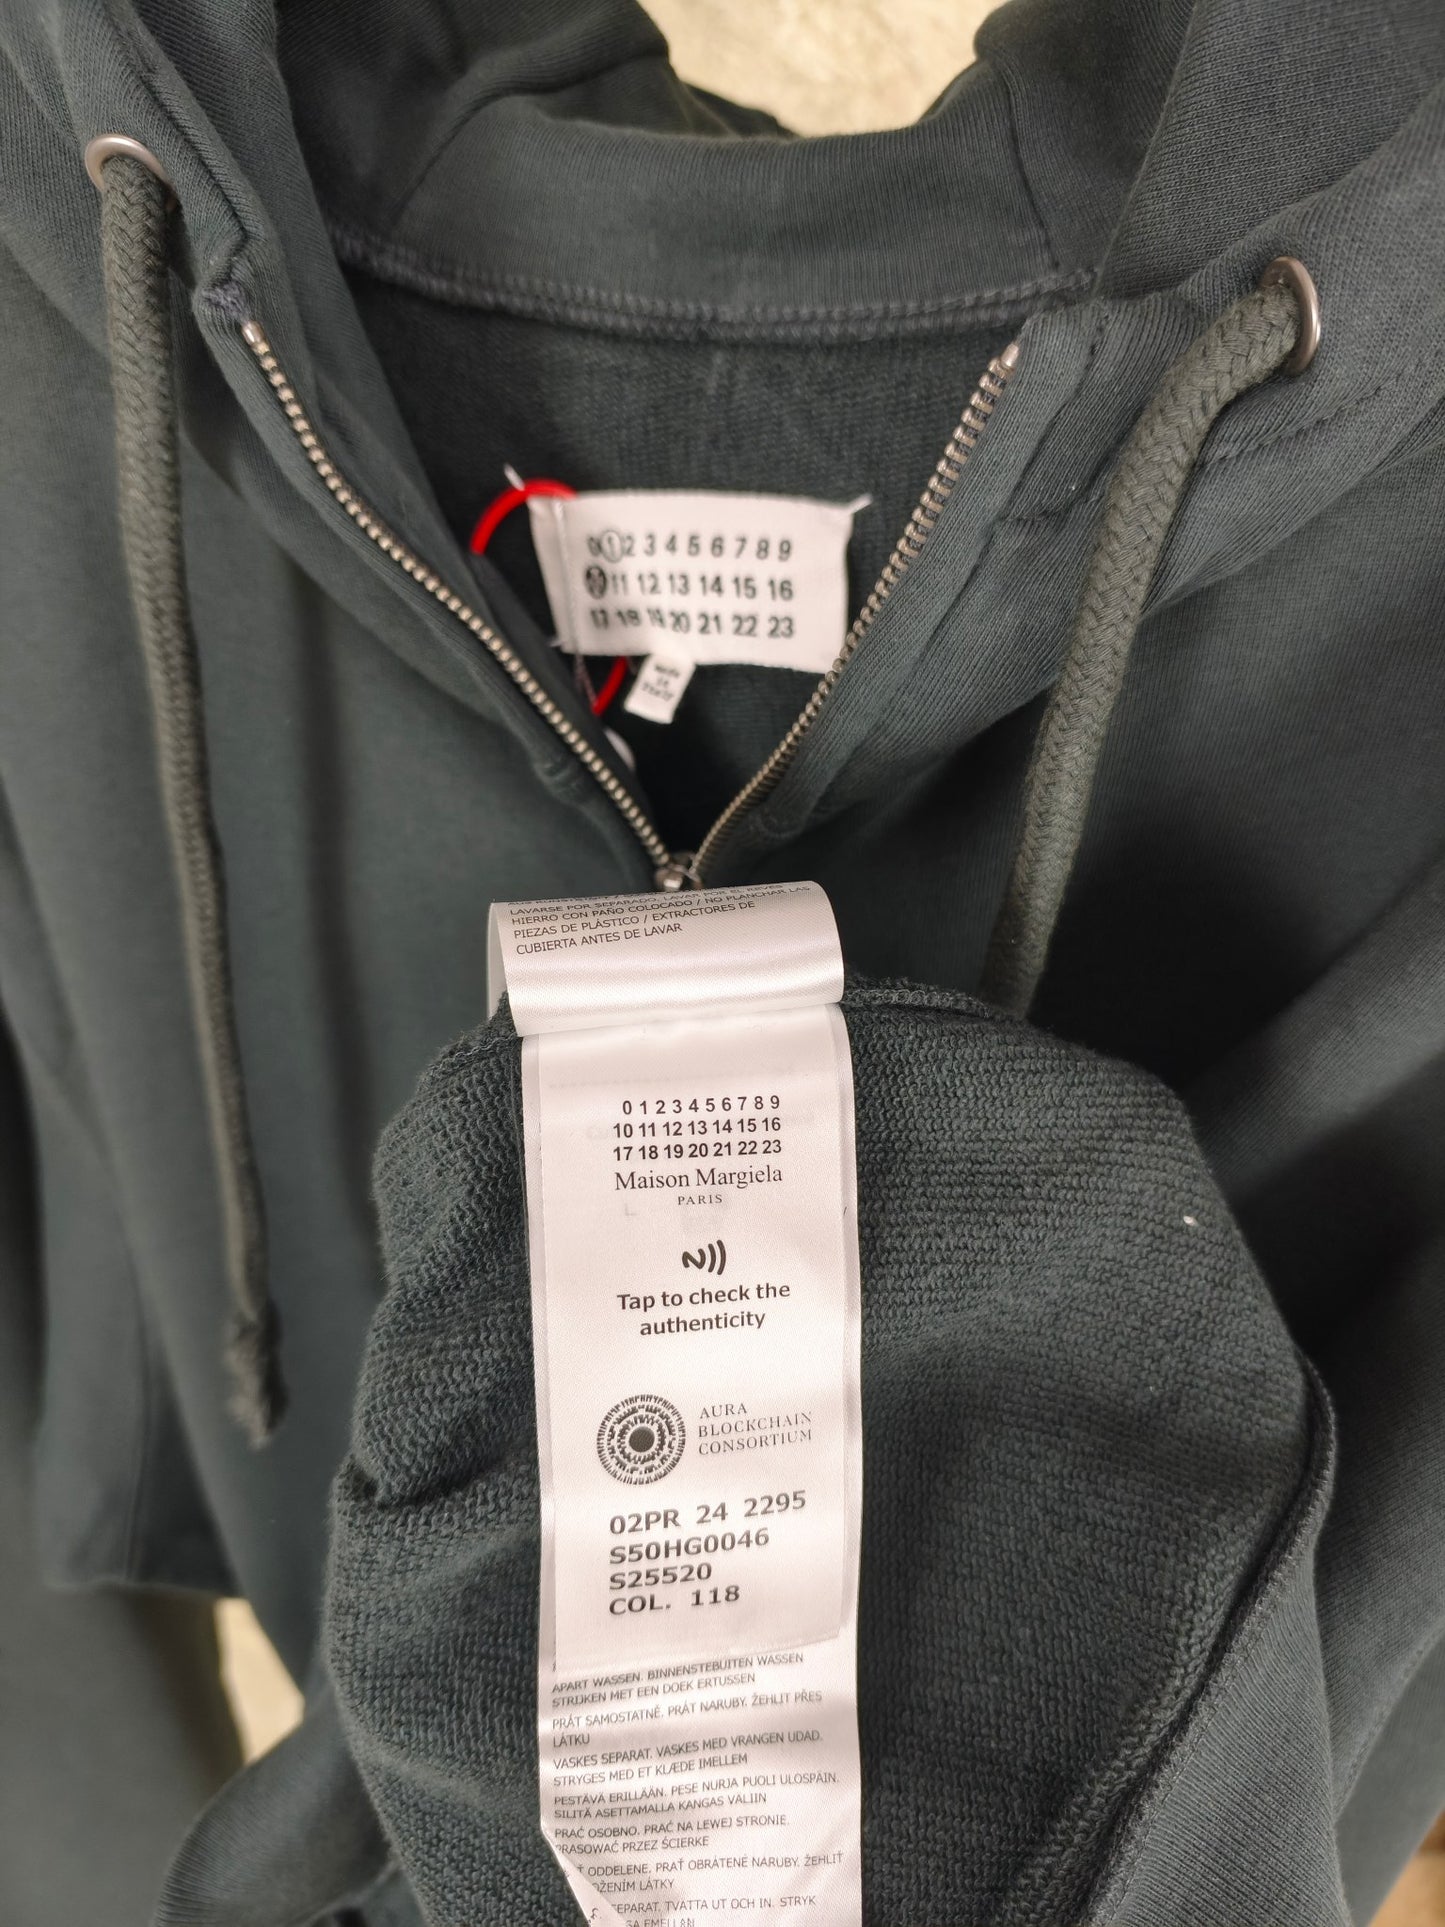 0 1 2 3 4 5 6 7 8 9
11 12 13 14 15 16
17 18 19 20 21 22 23
LAVARSE POR SEPARADO. LAVAR POR EL REVÉS
HIERRO CON PAÑO COLOCADO / NO PLANCHAR LAS
PIEZAS DE PLÁSTICO / EXTRACTORES DE
CUBIERTA ANTES DE LAVAR
0 1 2 3 4 5 6 7 8 9
10 11 12 13 14 15 16
17 18 19 20 21 22 23
Maison Margiela
PARIS
L
Tap to check the
authenticity
AURA
BLOCKCHAIN
CONSORTIUM
02PR 24 2295
S50HG0046
S25520
COL. 118
APART WASSEN. BINNENSTEBUITEN WASSEN
STRIJKEN MET EEN DOEK ERTUSSEN
PRÁT SAMOSTATNĚ. PRÁT NARUBY. ŽEHLIT PŘES
LÁTKU
VASKES SEPARAT. VASKES MED VRANGEN UDAD.
STRYGES MED ET KLÆDE IMELLEM
PESTÄVÄ ERILLÄÄN. PESE NURJA PUOLI ULOSPÄIN.
SILITÄ ASETTAMALLA KANGAS VÄLIIN
PRAĆ OSOBNO. PRAĆ NA LEWEJ STRONIE.
PRASOWAĆ PRZEZ ŚCIERKĘ
ODDELENE. PRAŤ OBRÁTENÉ NARUBY. ŽEHLIŤ
LÁTKY
SEPARAT. TVÄTTA UT OCH IN. STRYK
EMELLAN